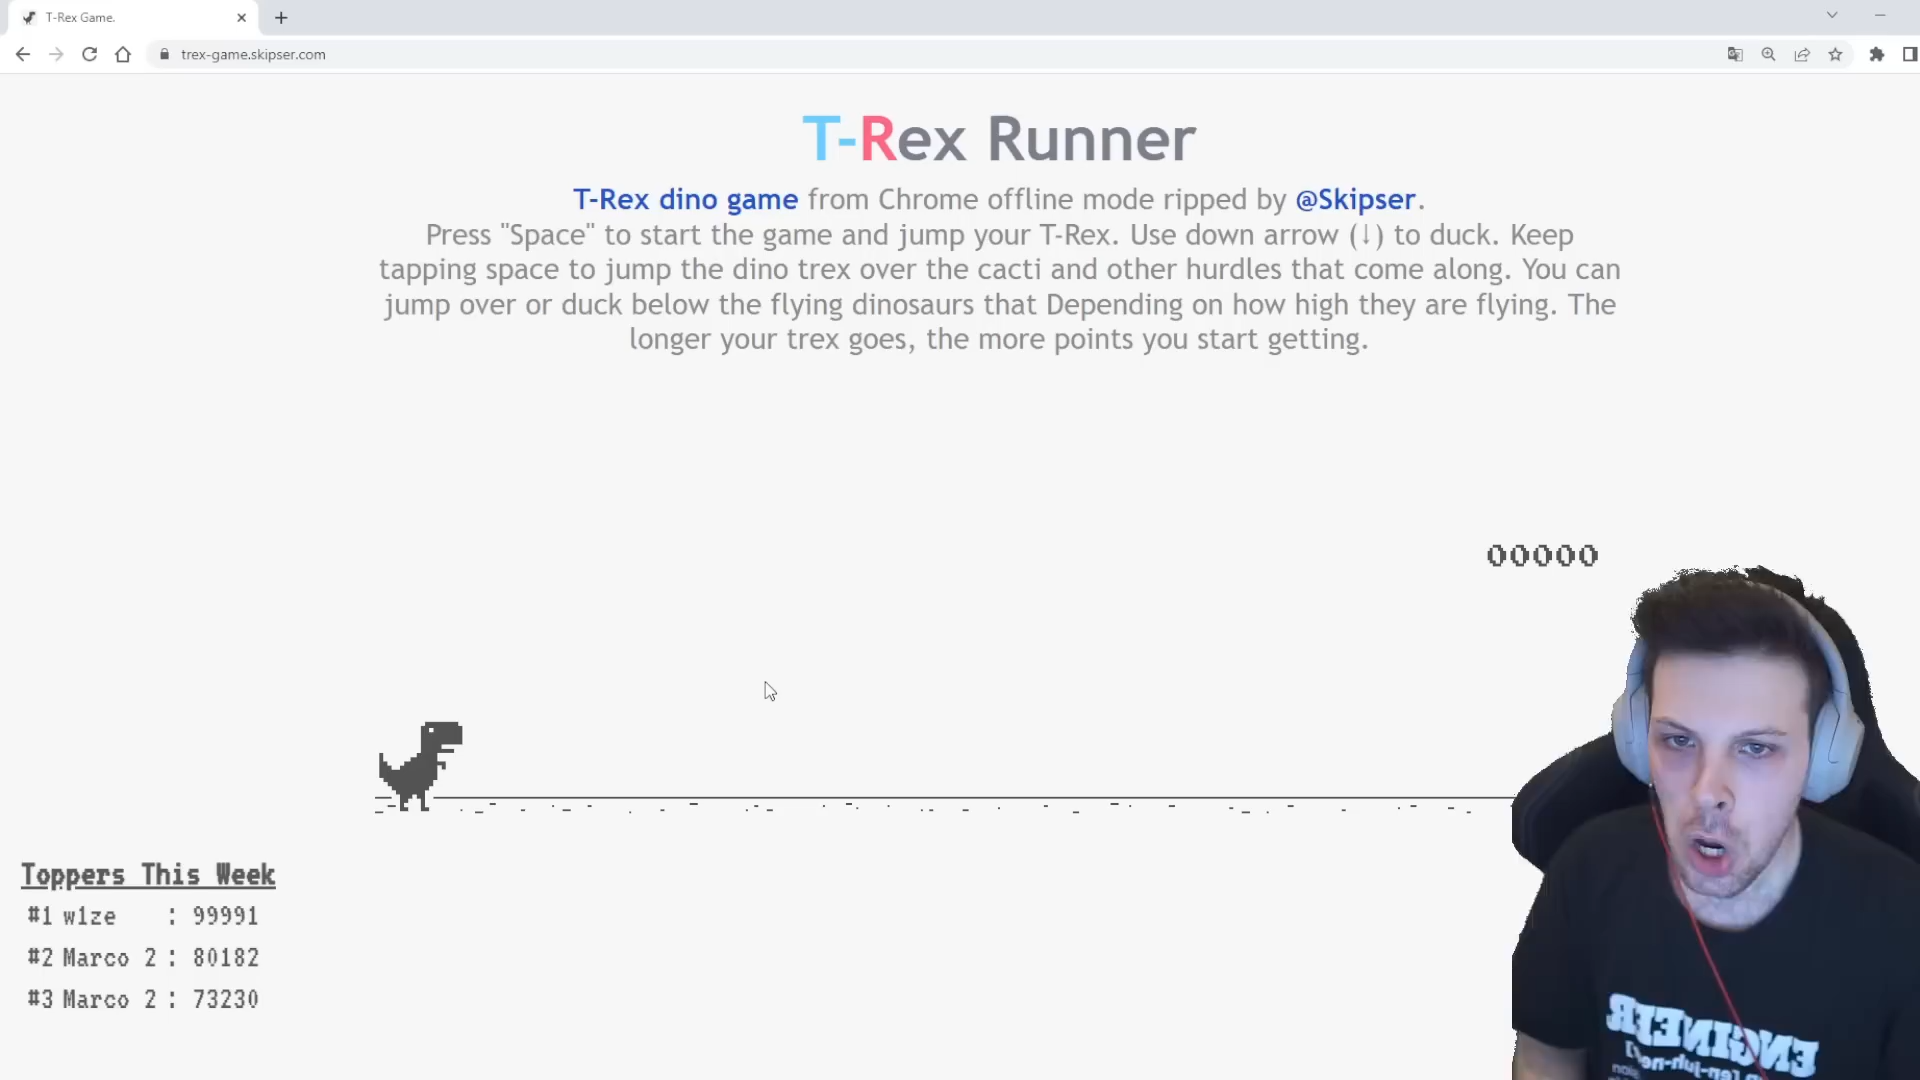 T-Rex Game.
trex-game.skipser.com
T-Rex Runner
T-Rex dino game from Chrome offline mode ripped by @Skipser.
Press "Space" to start the game and jump your T-Rex. Use down arrow (↓) to duck. Keep
tapping space to jump the dino trex over the cacti and other hurdles that come along. You can
jump over or duck below the flying dinosaurs that Depending on how high they are flying. The
longer your trex goes, the more points you start getting.
00000
Toppers This Week
#1 w1ze : 99991
#2 Marco 2 : 80182
#3 Marco 2 : 73230
ENGINEER